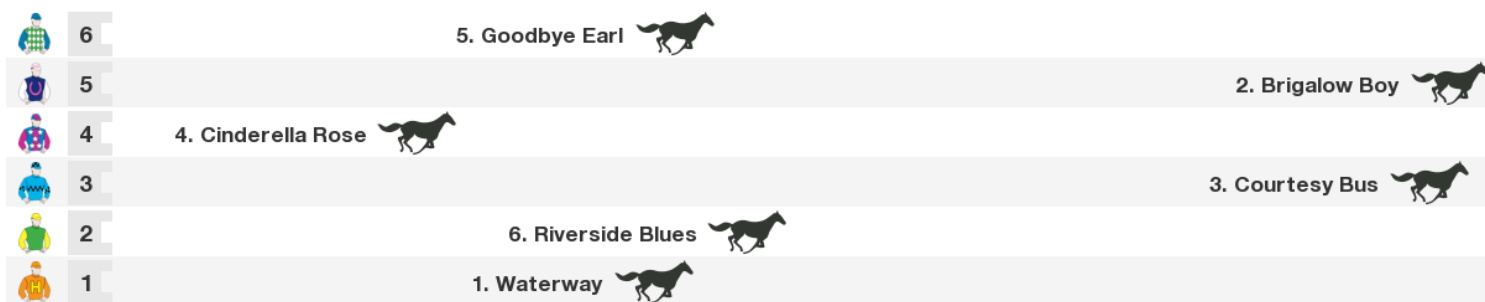 6 5. Goodbye Earl
5 2. Brigalow Boy
4 4. Cinderella Rose
3 3. Courtesy Bus
2 6. Riverside Blues
H 1 1. Waterway